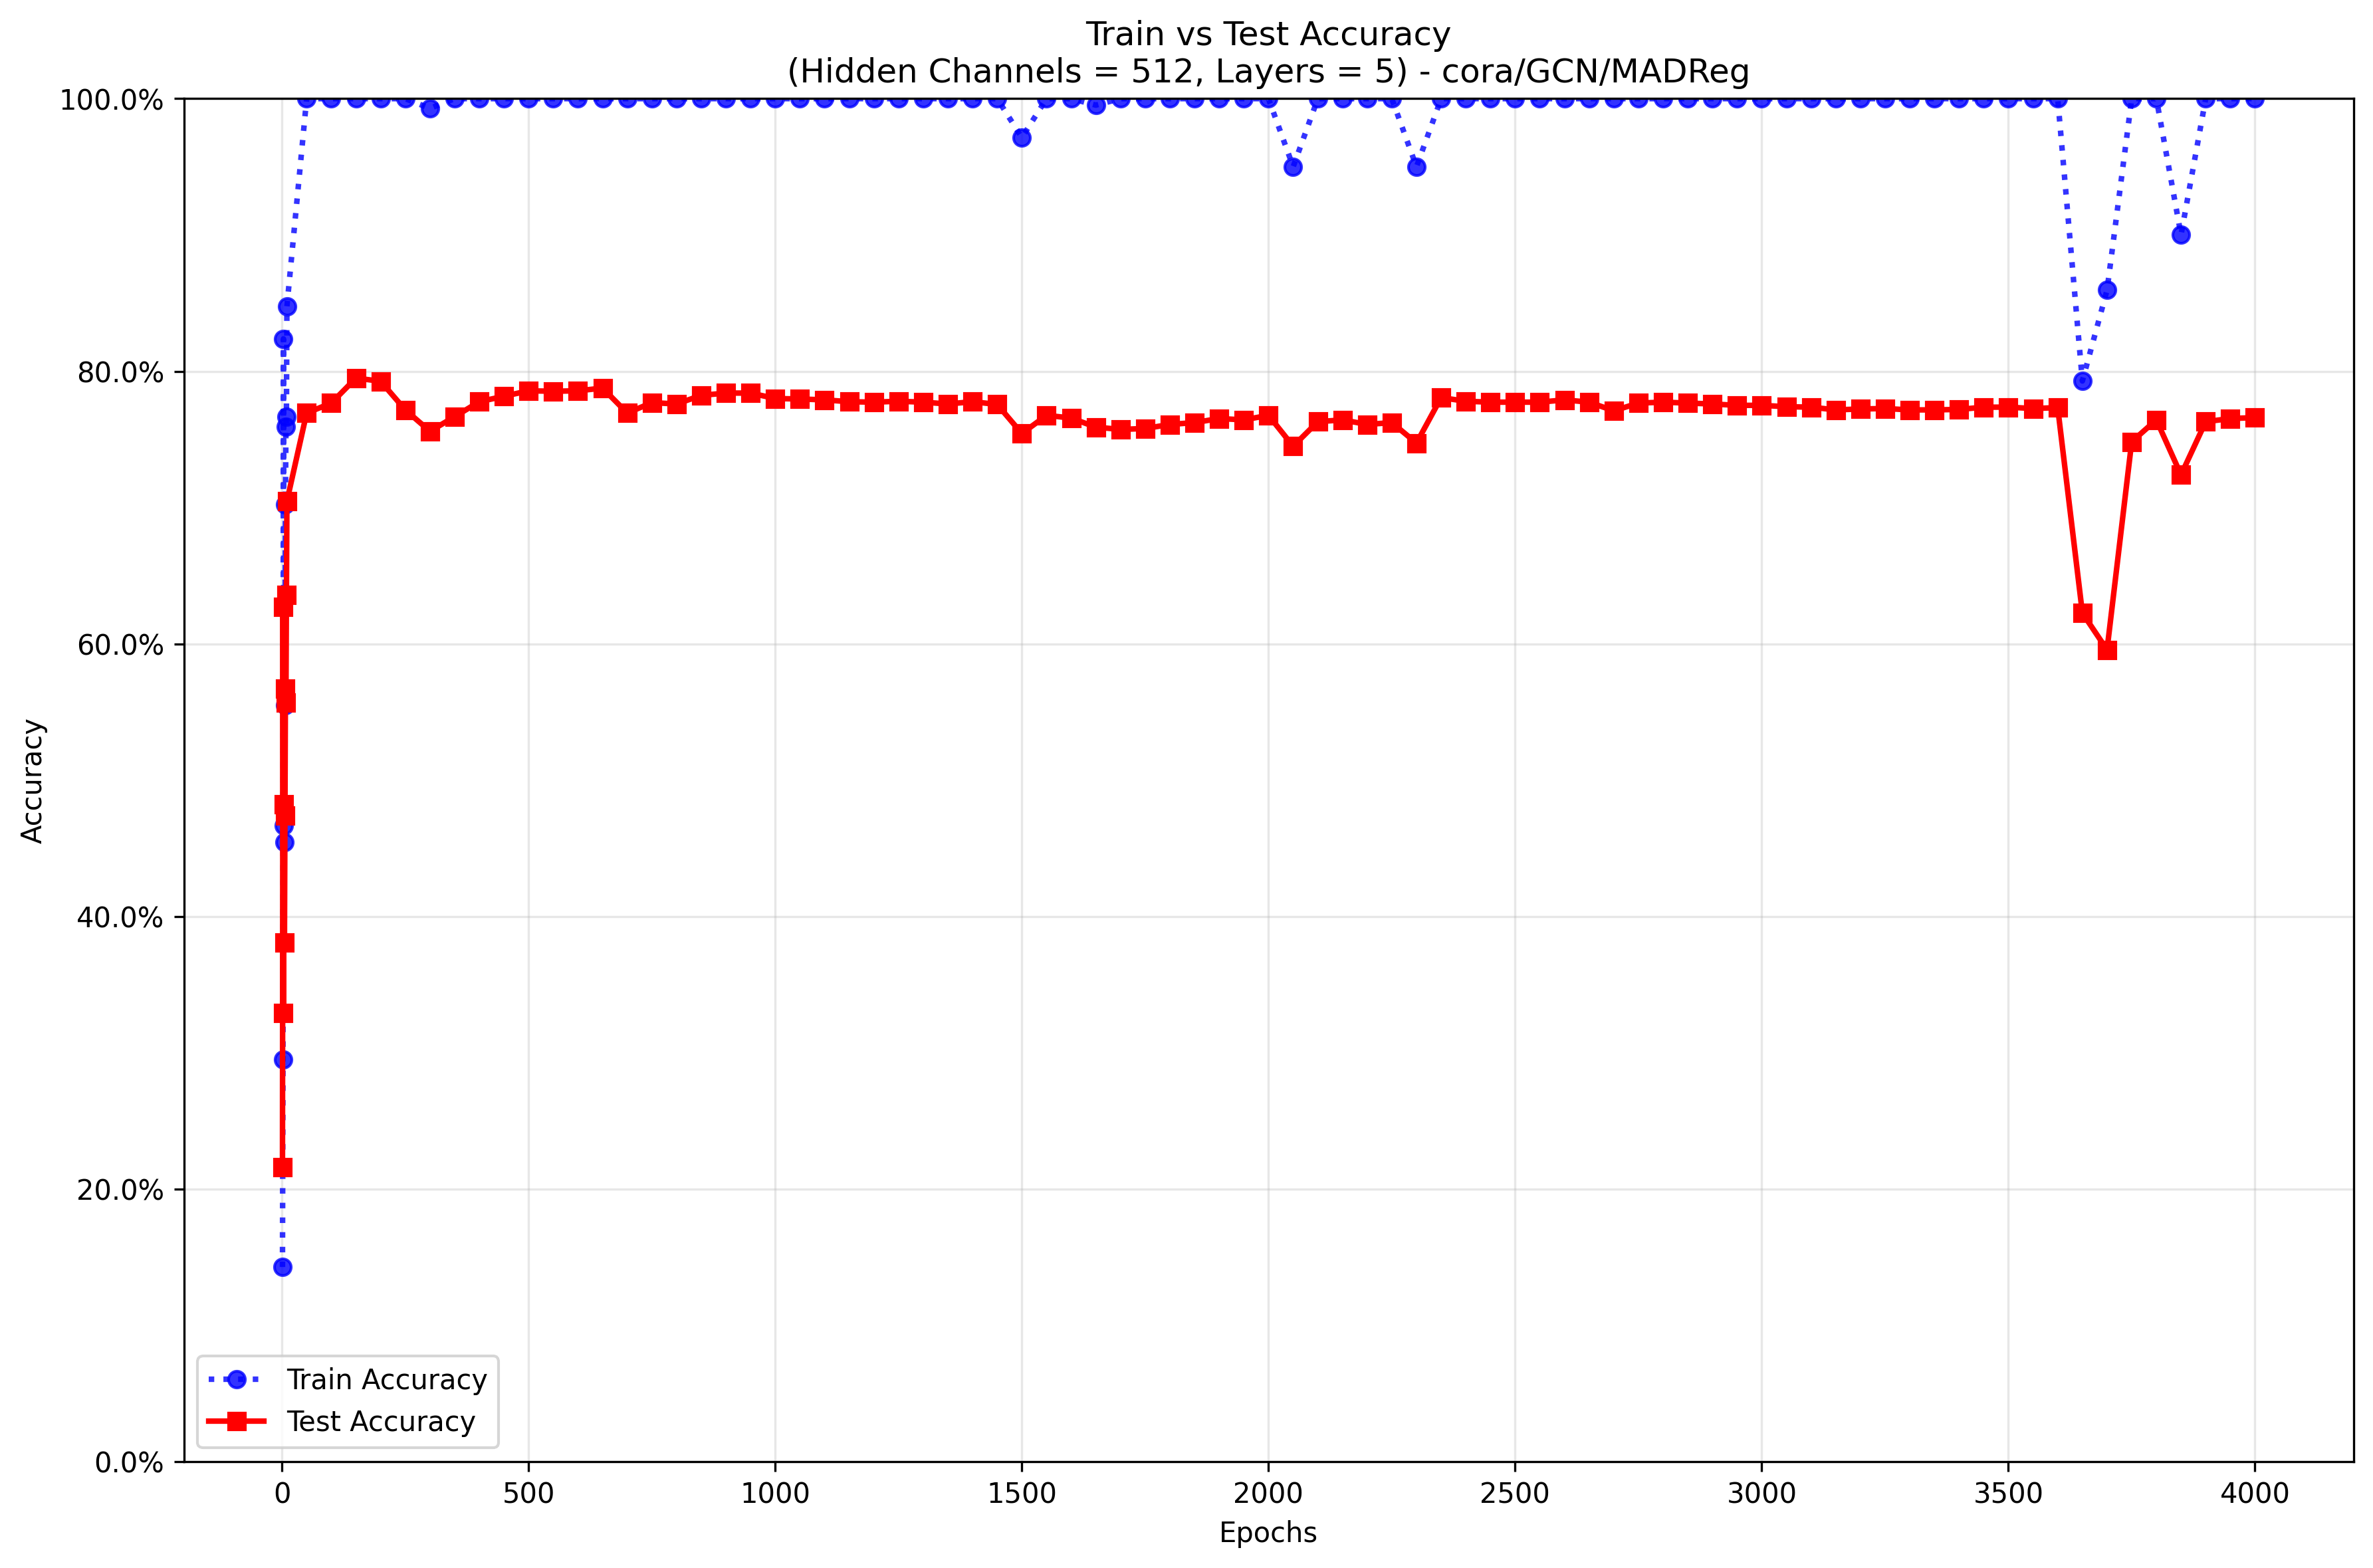 Train vs Test Accuracy
(Hidden Channels = 512, Layers = 5) - cora/GCN/MADReg
100.0%
80.0%
60.0%
40.0%
20.0%
0.0%
Accuracy
Train Accuracy
Test Accuracy
0 500 1000 1500 2000 2500 3000 3500 4000
Epochs